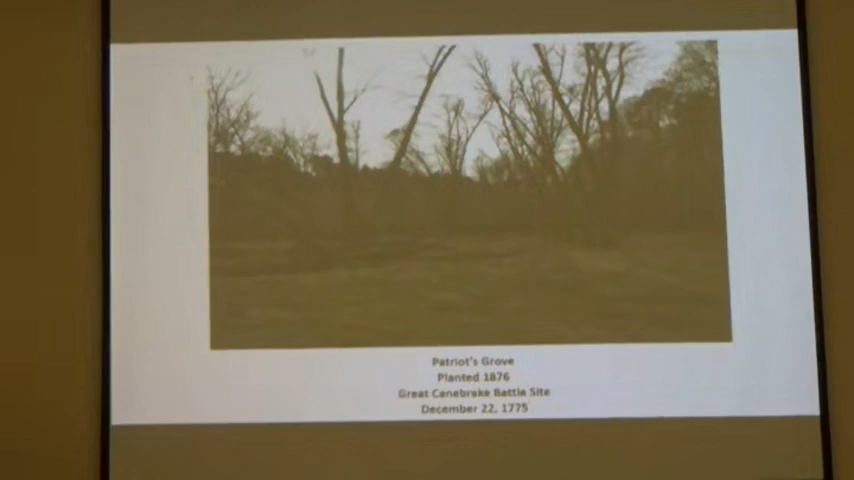 Patriot's Grove
Planted 1876
Great Canebrake Battle Site
December 22, 1775